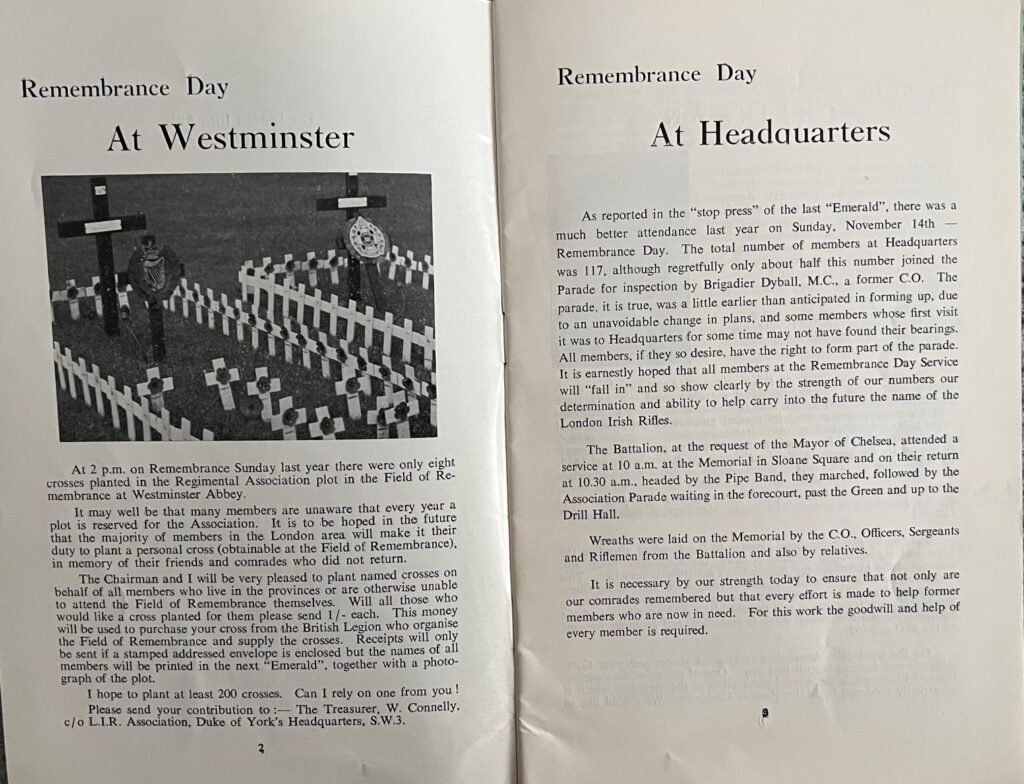 Remembrance Day
At Westminster
At 2 p.m. on Remembrance Sunday last year there were only eight
crosses planted in the Regimental Association plot in the Field of Re-
membrance at Westminster Abbey.
It may well be that many members are unaware that every year a
plot is reserved for the Association. It is to be hoped in the future
that the majority of members in the London area will make it their
duty to plant a personal cross (obtainable at the Field of Remembrance),
in memory of their friends and comrades who did not return.
The Chairman and I will be very pleased to plant named crosses on
behalf of all members who live in the provinces or are otherwise unable
to attend the Field of Remembrance themselves. Will all those who
would like a cross planted for them please send 1/- each. This money
will be used to purchase your cross from the British Legion who organise
the Field of Remembrance and supply the crosses. Receipts will only
be sent if a stamped addressed envelope is enclosed but the names of all
members will be printed in the next “Emerald”, together with a photo-
graph of the plot.
I hope to plant at least 200 crosses. Can I rely on one from you !
Please send your contribution to :— The Treasurer, W. Connelly,
c/o L.I.R. Association, Duke of York's Headquarters, S.W.3.
2
Remembrance Day
At Headquarters
As reported in the “stop press” of the last “Emerald”, there was a
much better attendance last year on Sunday, November 14th —
Remembrance Day. The total number of members at Headquarters
was 117, although regretfully only about half this number joined the
Parade for inspection by Brigadier Dyball, M.C., a former C.O. The
parade, it is true, was a little earlier than anticipated in forming up, due
to an unavoidable change in plans, and some members whose first visit
it was to Headquarters for some time may not have found their bearings.
All members, if they so desire, have the right to form part of the parade.
It is earnestly hoped that all members at the Remembrance Day Service
will “fall in” and so show clearly by the strength of our numbers our
determination and ability to help carry into the future the name of the
London Irish Rifles.
The Battalion, at the request of the Mayor of Chelsea, attended a
service at 10 a.m. at the Memorial in Sloane Square and on their return
at 10.30 a.m., headed by the Pipe Band, they marched, followed by the
Association Parade waiting in the forecourt, past the Green and up to the
Drill Hall.
Wreaths were laid on the Memorial by the C.O., Officers, Sergeants
and Riflemen from the Battalion and also by relatives.
It is necessary by our strength today to ensure that not only are
our comrades remembered but that every effort is made to help former
members who are now in need. For this work the goodwill and help of
every member is required.